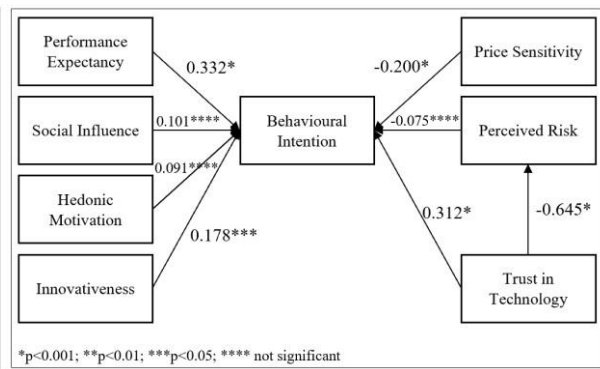 Performance
Expectancy
0.332*
Social Influence
0.101****
Hedonic
Motivation
0.091****
Innovativeness
0.178***
Behavioural
Intention
Price Sensitivity
-0.200*
Perceived Risk
-0.075****
-0.645*
0.312*
Trust in
Technology
*p<0.001; **p<0.01; ***p<0.05; **** not significant